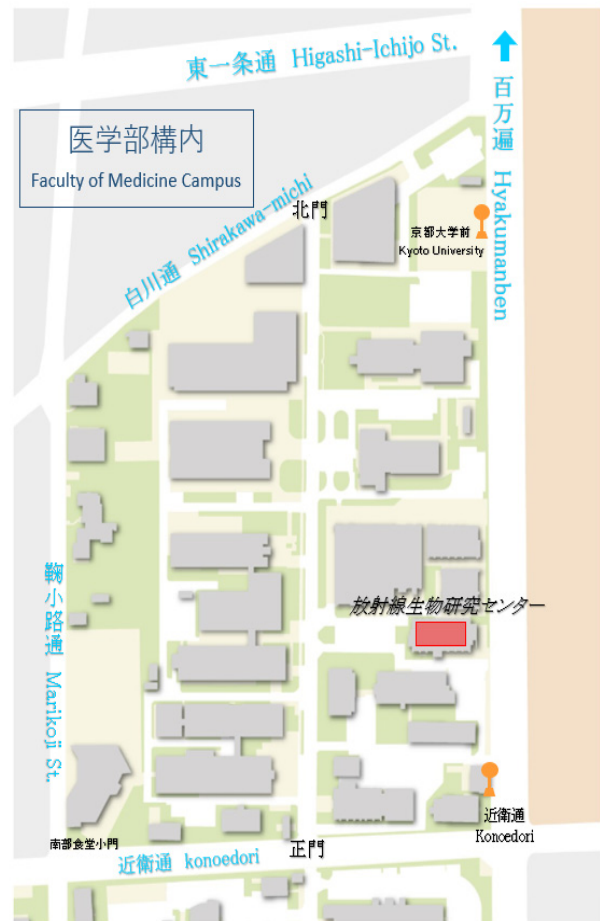 東一条通 Higashi-Ichijo St.
医学部構内
Faculty of Medicine Campus
百万遍 Hyakumanben
白川通 Shirakawa-michi
北門
京都大学前
Kyoto University
鞠小路通 Marikoji St.
放射線生物研究センター
近衛通
Konoedori
南部食堂小門
正門
近衛通 konoedori